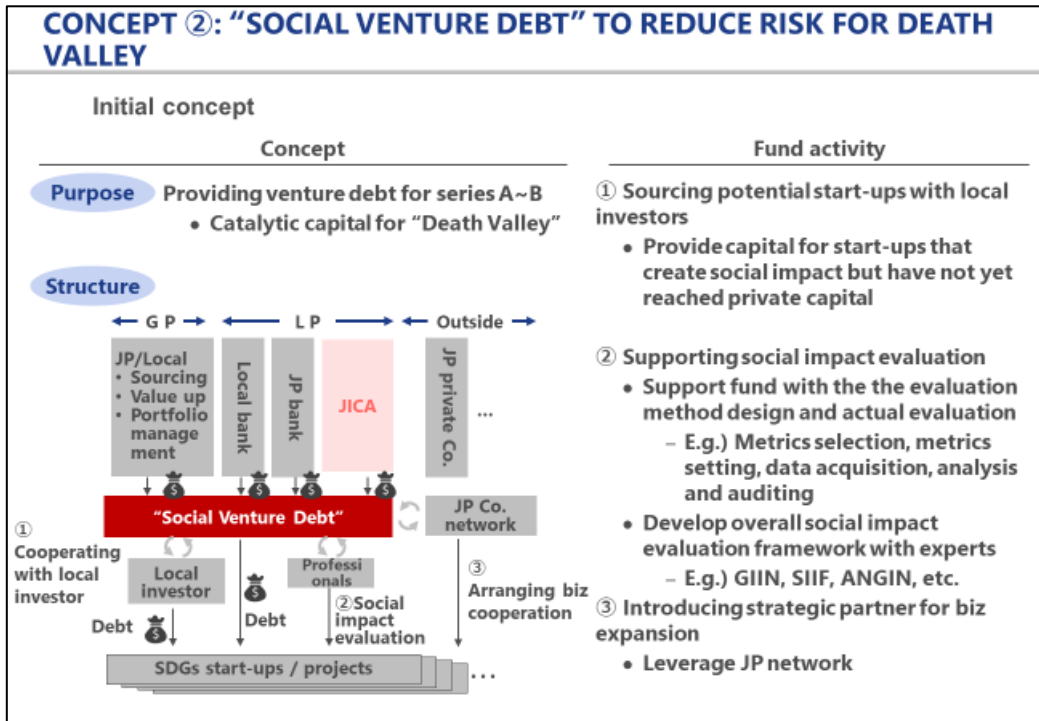 CONCEPT ②: “SOCIAL VENTURE DEBT” TO REDUCE RISK FOR DEATH
VALLEY
Initial concept
Concept
Purpose
Providing venture debt for series A~B
• Catalytic capital for “Death Valley”
Structure
G P
L P
Outside
JP/Local
• Sourcing
• Value up
• Portfolio
manage
ment
Local bank
JP bank
JICA
JP private Co.
...
$
$
$
$
“Social Venture Debt“
JP Co.
network
①
Cooperating
with local
investor
Local
investor
Professi
onals
③
Arranging biz
cooperation
Debt
$
$
Debt
②Social
impact
evaluation
SDGs start-ups / projects
...
Fund activity
① Sourcing potential start-ups with local
investors
• Provide capital for start-ups that
create social impact but have not yet
reached private capital
② Supporting social impact evaluation
• Support fund with the the evaluation
method design and actual evaluation
– E.g.) Metrics selection, metrics
setting, data acquisition, analysis
and auditing
• Develop overall social impact
evaluation framework with experts
– E.g.) GIIN, SIIF, ANGIN, etc.
③ Introducing strategic partner for biz
expansion
• Leverage JP network